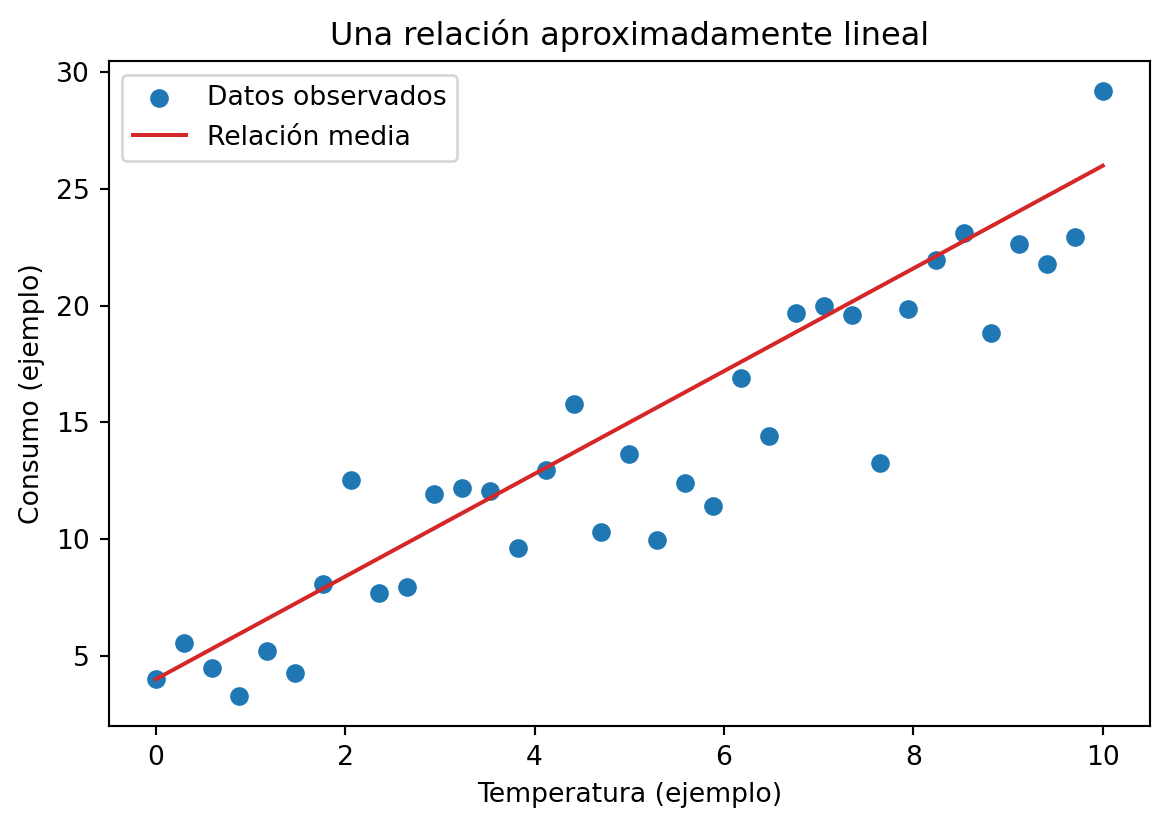 Una relación aproximadamente lineal
Datos observados
Relación media
30
25
20
15
10
5
Consumo (ejemplo)
0 2 4 6 8 10
Temperatura (ejemplo)